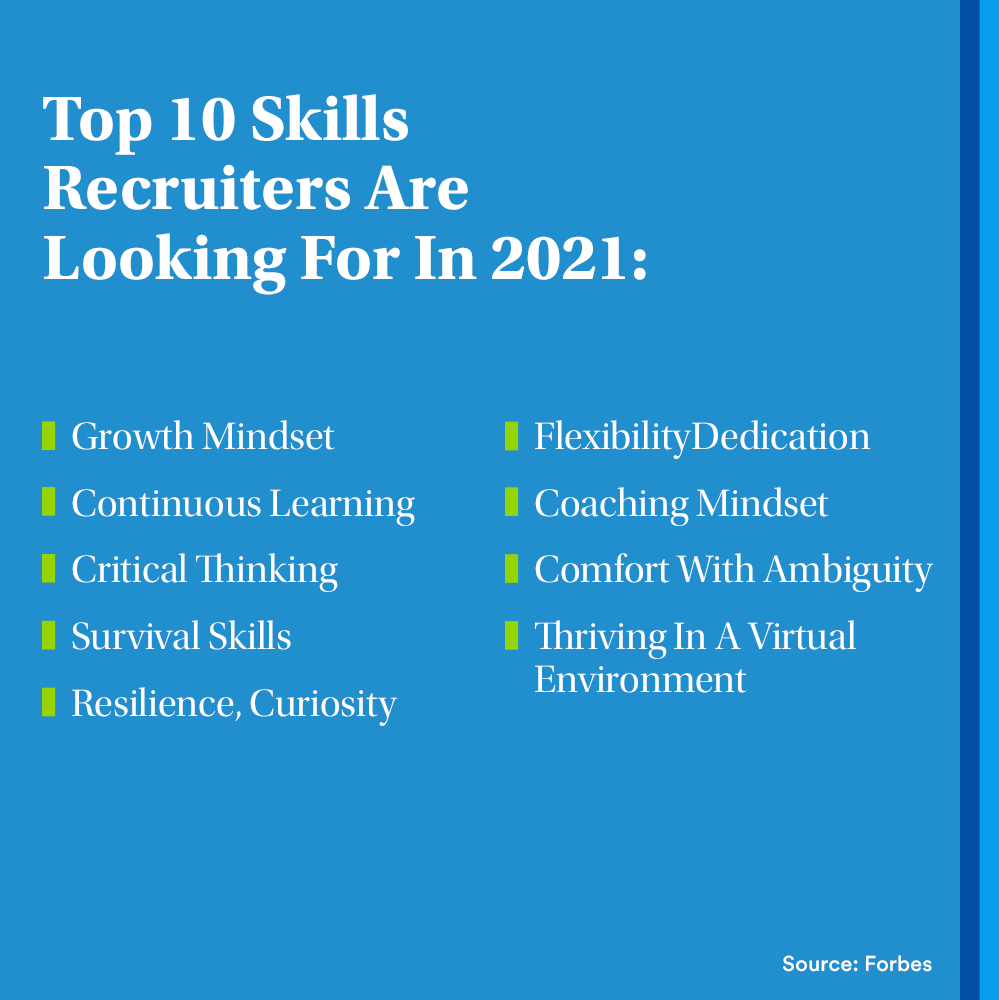 Top 10 Skills
Recruiters Are
Looking For In 2021:
Growth Mindset
Continuous Learning
Critical Thinking
Survival Skills
Resilience, Curiosity
FlexibilityDedication
Coaching Mindset
Comfort With Ambiguity
Thriving In A Virtual
Environment
Source: Forbes